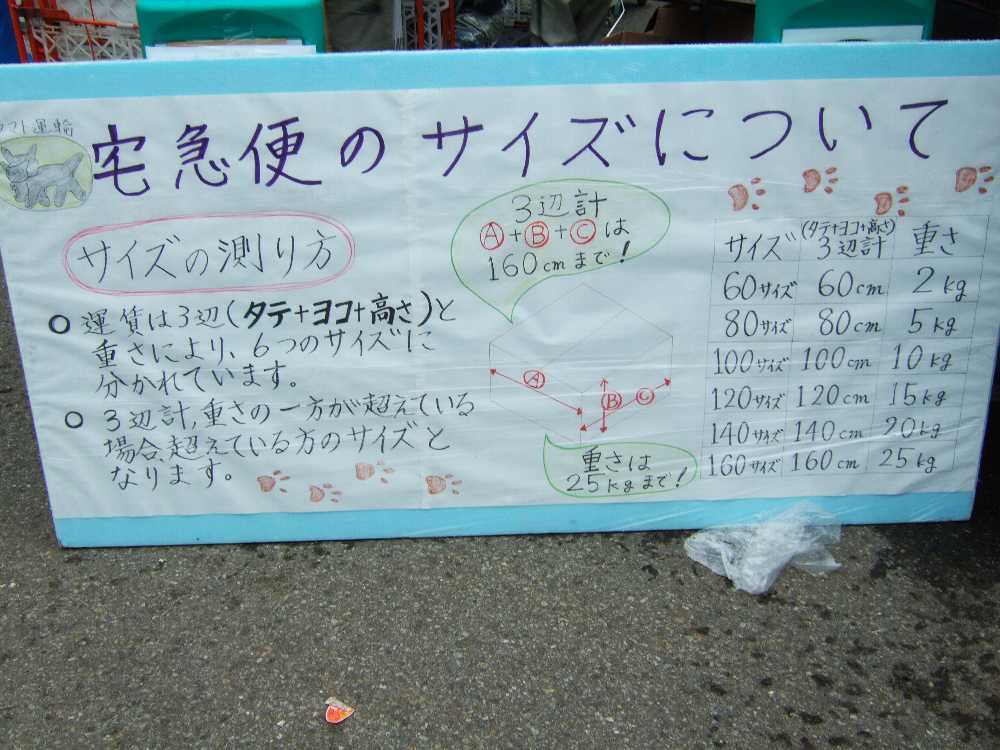 ヤマト運輸
宅急便のサイズについて
サイズの測り方
運賃は3辺(タテ+ヨコ+高さ)と
重さにより、6つのサイズに
分かれています。
3辺計,重さの一方が超えている
場合、超えている方のサイズと
なります。
3辺計
Ⓐ+Ⓑ+Ⓒは
160cmまで!
Ⓐ
Ⓑ
Ⓒ
重さは
25kgまで!
サイズ (タテ+ヨコ+高さ)3辺計 重さ
60サイズ 60cm 2kg
80サイズ 80cm 5kg
100サイズ 100cm 10kg
120サイズ 120cm 15kg
140サイズ 140cm 20kg
160サイズ 160cm 25kg